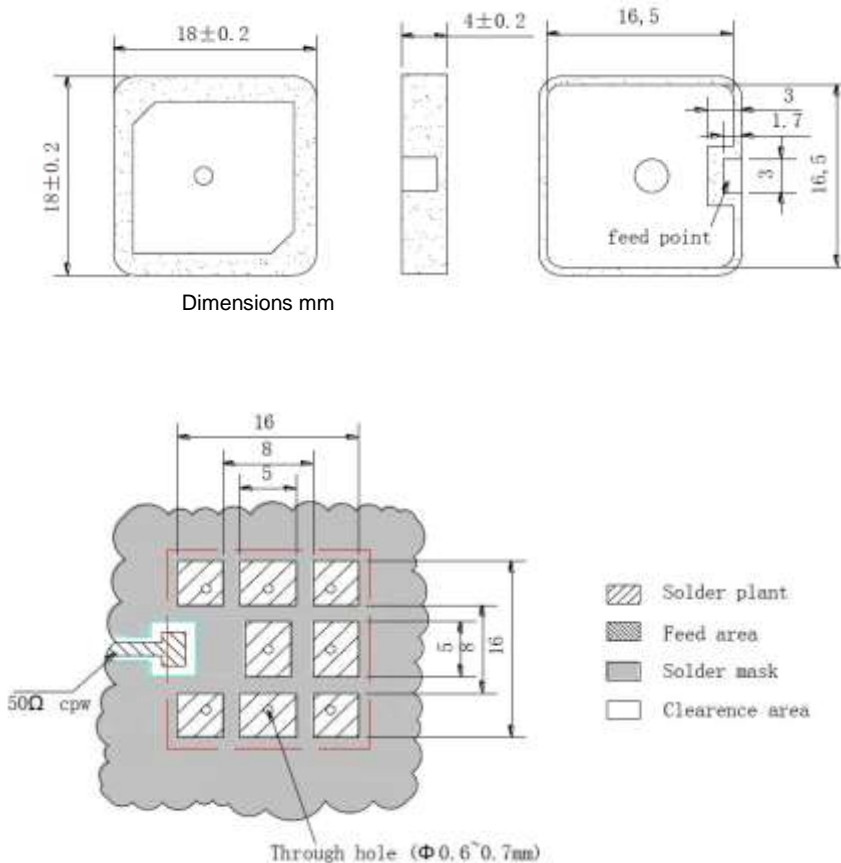 18±0.2
4±0.2
16,5
18±0.2
3
1.7
3
16,5
feed point
Dimensions mm
16
8
5
5
8
16
Solder plant
Feed area
Solder mask
Clearence area
50Ω cpw
Through hole (Φ0.6~0.7mm)